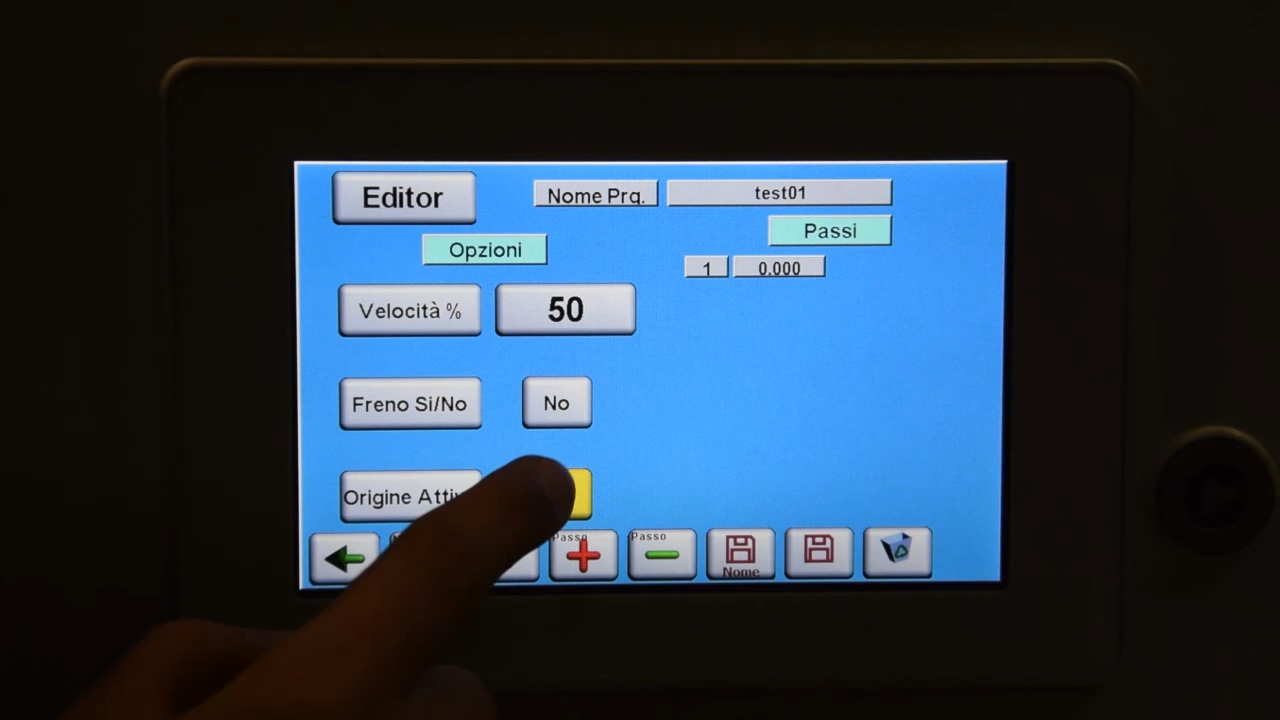 Editor
Nome Prg.
test01
Passi
Opzioni
1
0.000
Velocità %
50
Freno Si/No
No
Origine
Passo
Passo
Nome